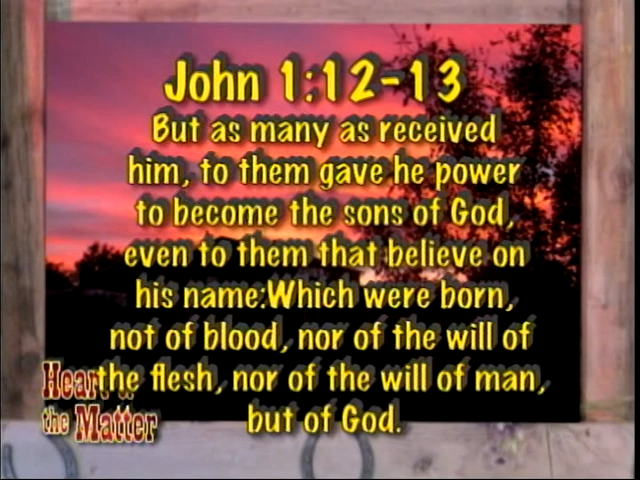 John 1:12-13
But as many as received
him, to them gave he power
to become the sons of God,
even to them that believe on
his name:Which were born,
not of blood, nor of the will of
the flesh, nor of the will of man,
but of God.
Heart of
the Matter